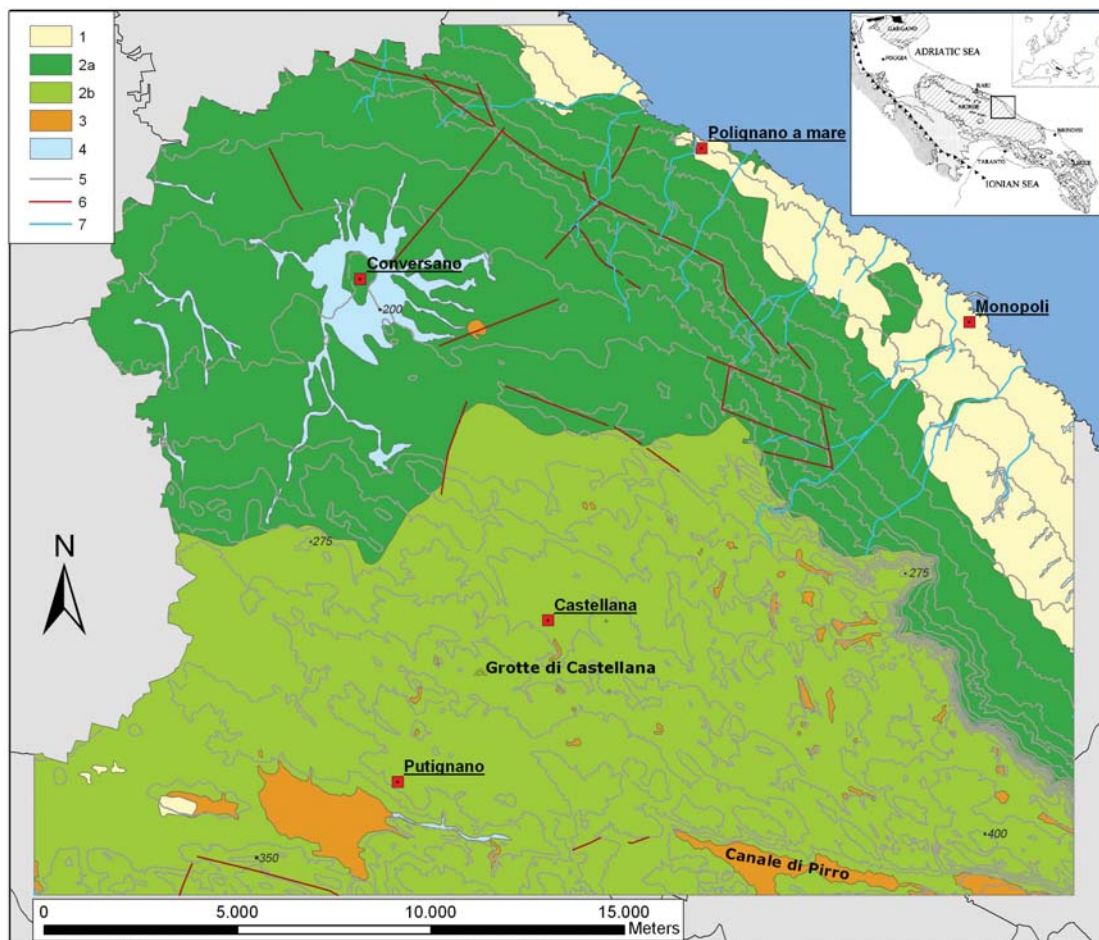 1
2a
2b
3
4
5
6
7
GARGANO
FOGGIA
ADRIATIC SEA
BARI
MURGE
BRINDISI
TARANTO
LECCE
IONIAN SEA
Polignano a mare
Conversano
200
Monopoli
275
275
Castellana
Grotte di Castellana
N
Putignano
350
400
Canale di Pirro
0
5.000
10.000
15.000
Meters